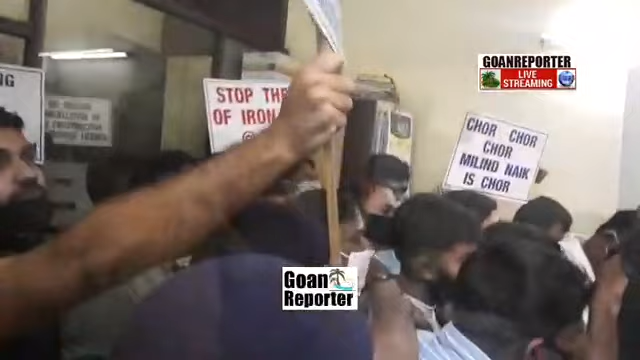 GOANREPORTER
LIVE
STREAMING
STOP THE
OF IRON
CHOR CHOR
CHOR
MILIND NAIK
IS CHOR
Goan
Reporter